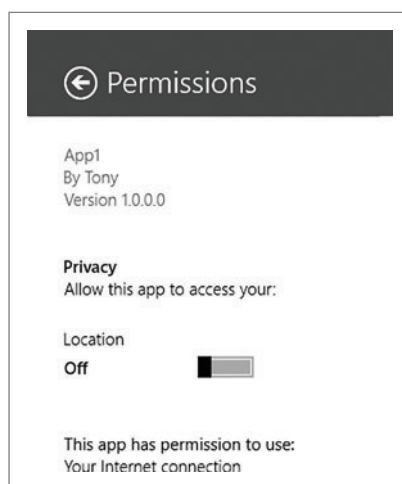 Permissions
App1
By Tony
Version 1.0.0.0
Privacy
Allow this app to access your:
Location
Off
This app has permission to use:
Your Internet connection